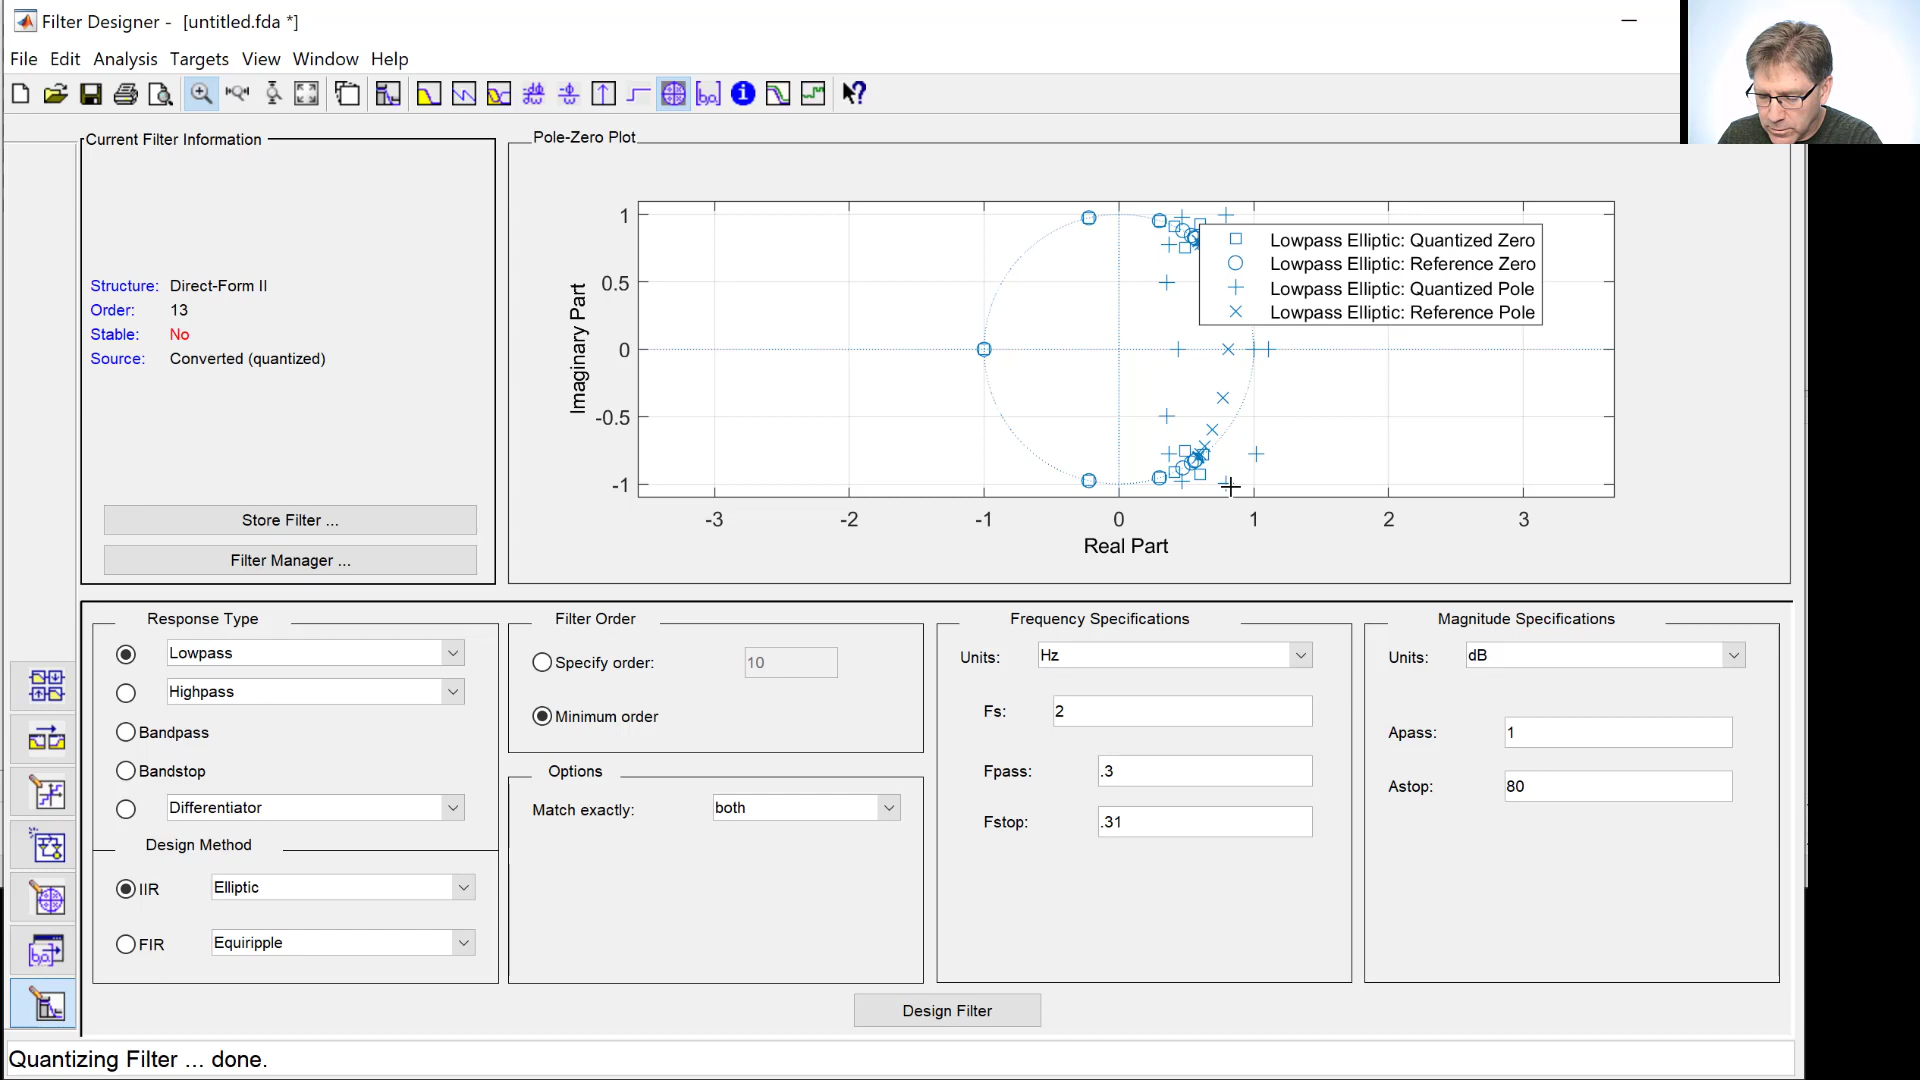 Filter Designer - [untitled.fda *]
File Edit Analysis Targets View Window Help
Current Filter Information
Structure: Direct-Form II
Order: 13
Stable: No
Source: Converted (quantized)
Store Filter ...
Filter Manager ...
Pole-Zero Plot
Lowpass Elliptic: Quantized Zero
Lowpass Elliptic: Reference Zero
Lowpass Elliptic: Quantized Pole
Lowpass Elliptic: Reference Pole
Imaginary Part
1
0.5
0
-0.5
-1
-3 -2 -1 0 1 2 3
Real Part
Response Type
Lowpass
Highpass
Bandpass
Bandstop
Differentiator
Design Method
IIR Elliptic
FIR Equiripple
Filter Order
Specify order: 10
Minimum order
Options
Match exactly: both
Frequency Specifications
Units: Hz
Fs: 2
Fpass: .3
Fstop: .31
Magnitude Specifications
Units: dB
Apass: 1
Astop: 80
Design Filter
Quantizing Filter ... done.